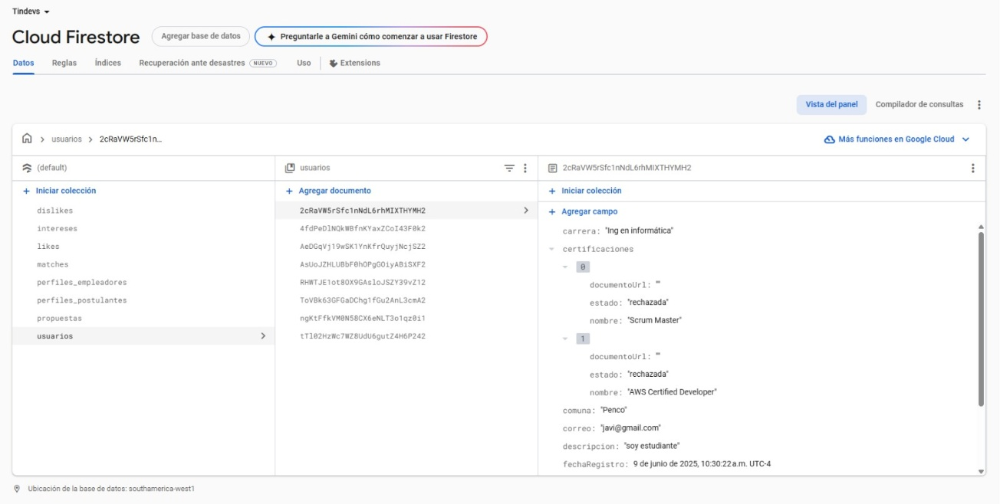 Tindevs
Cloud Firestore
Agregar base de datos
Preguntarle a Gemini cómo comenzar a usar Firestore
Datos Reglas Índices Recuperación ante desastres NUEVO Uso Extensions
Vista del panel Compilador de consultas
usuarios > 2cRaVW5rSfc1n…
Más funciones en Google Cloud
(default)
+ Iniciar colección
dislikes
intereses
likes
matches
perfiles_empleadores
perfiles_postulantes
propuestas
usuarios
usuarios
+ Agregar documento
2cRaVW5rSfc1nNdL6rhMIXTHYMH2
4fdPeDlNQkWBfnKYaxZCoI43F0k2
AeDGqVj19wSK1YnKfrQuyjNcjSZ2
AsUoJZHLUBbF0hOPgGOiyABiSXF2
RHWTJE1ot8OX9GAsloJSZY39vZ12
ToVBk63GFGaDChg1fGu2AnL3cmA2
ngKtFfkVM0N58CX6eNLT3o1qz0i1
tTl02HzWc7WZ8UdU6gutZ4H6P242
2cRaVW5rSfc1nNdL6rhMIXTHYMH2
+ Iniciar colección
+ Agregar campo
carrera: "Ing en informática"
certificaciones
0
documentoUrl: ""
estado: "rechazada"
nombre: "Scrum Master"
1
documentoUrl: ""
estado: "rechazada"
nombre: "AWS Certified Developer"
comuna: "Penco"
correo: "javi@gmail.com"
descripcion: "soy estudiante"
fechaRegistro: 9 de junio de 2025, 10:30:22 a.m. UTC-4
Ubicación de la base de datos: southamerica-west1